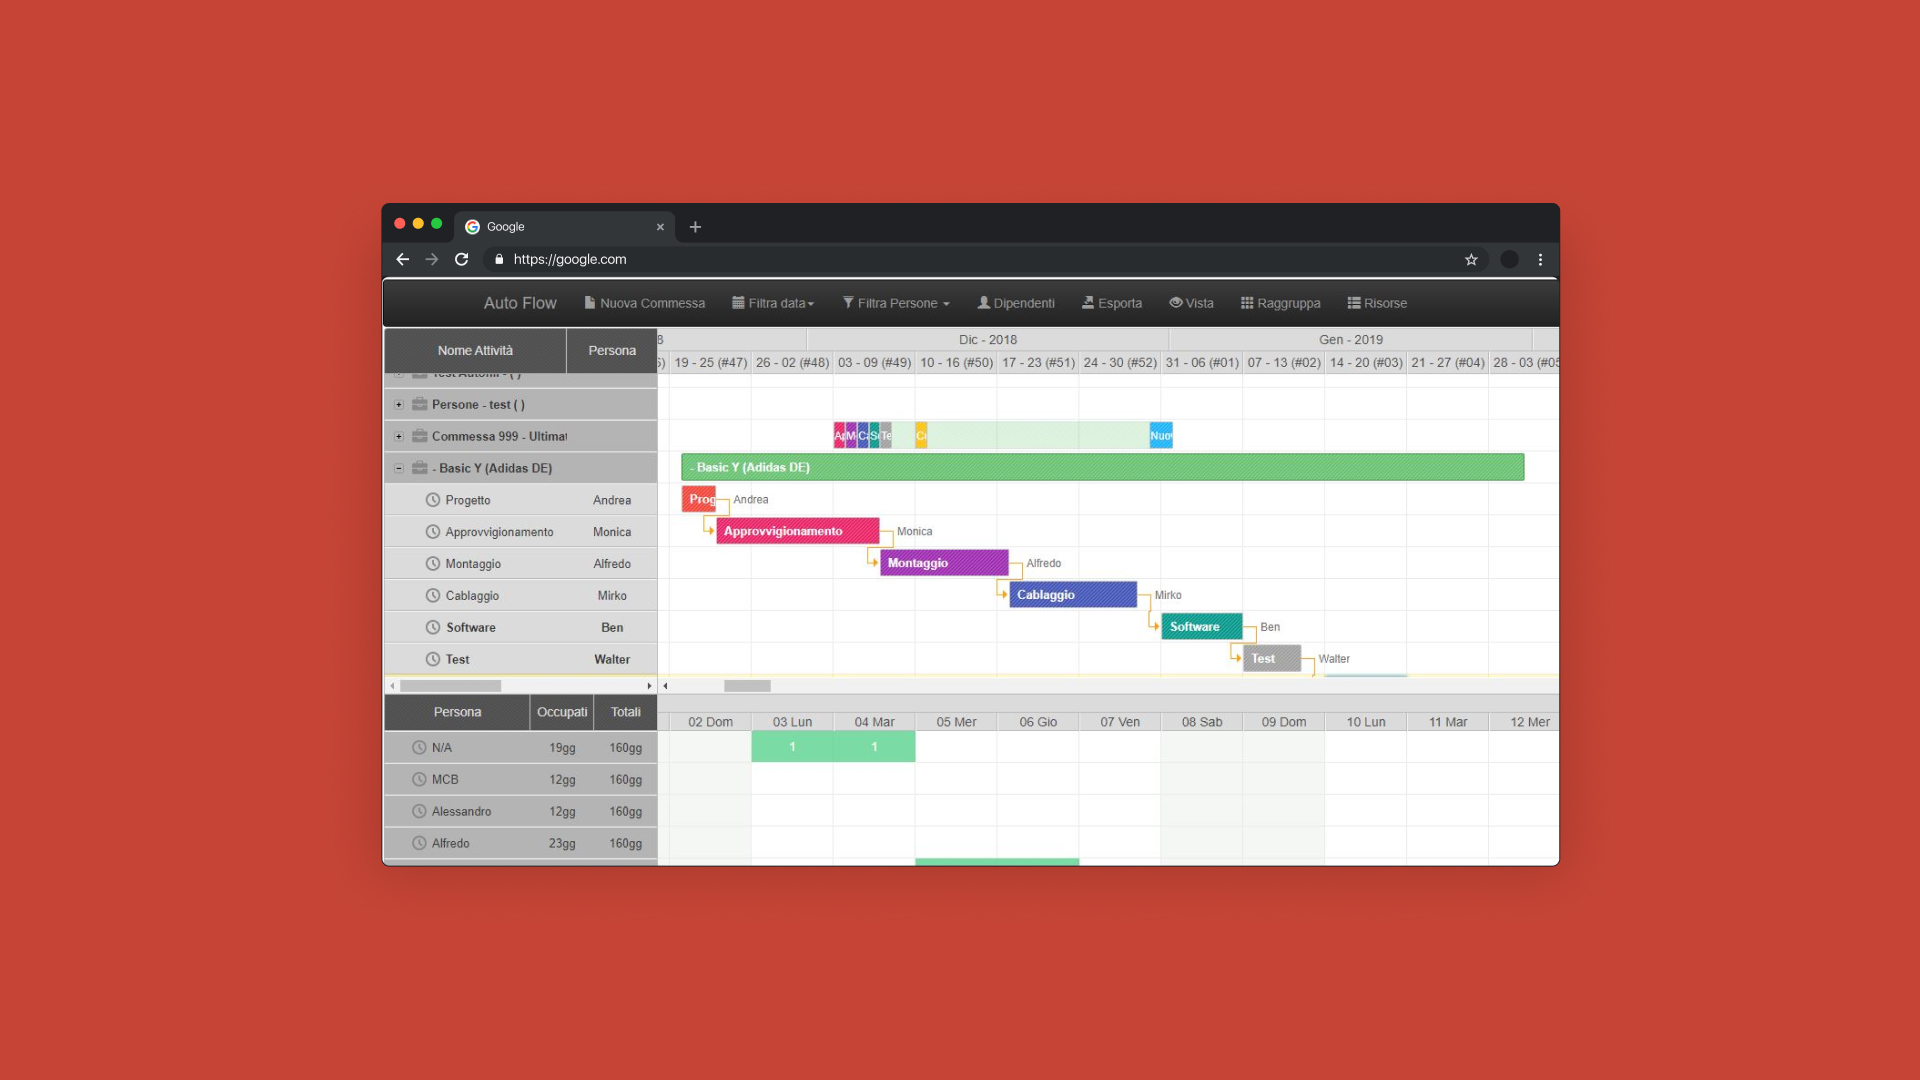 Google
https://google.com
Auto Flow Nuova Commessa Filtra data Filtra Persone Dipendenti Esporta Vista Raggruppa Risorse
Nome Attività Persona
8 Dic - 2018 Gen - 2019
19 - 25 (#47) 26 - 02 (#48) 03 - 09 (#49) 10 - 16 (#50) 17 - 23 (#51) 24 - 30 (#52) 31 - 06 (#01) 07 - 13 (#02) 14 - 20 (#03) 21 - 27 (#04) 28 - 03 (#05
Persone - test ( )
Commessa 999 - Ultimat
Te Nuov
- Basic Y (Adidas DE) - Basic Y (Adidas DE)
Progetto Andrea Prog Andrea
Approvvigionamento Monica Approvvigionamento Monica
Montaggio Alfredo Montaggio Alfredo
Cablaggio Mirko Cablaggio Mirko
Software Ben Software Ben
Test Walter Test Walter
Persona Occupati Totali
02 Dom 03 Lun 04 Mar 05 Mer 06 Gio 07 Ven 08 Sab 09 Dom 10 Lun 11 Mar 12 Mer
N/A 19gg 160gg 1 1
MCB 12gg 160gg
Alessandro 12gg 160gg
Alfredo 23gg 160gg